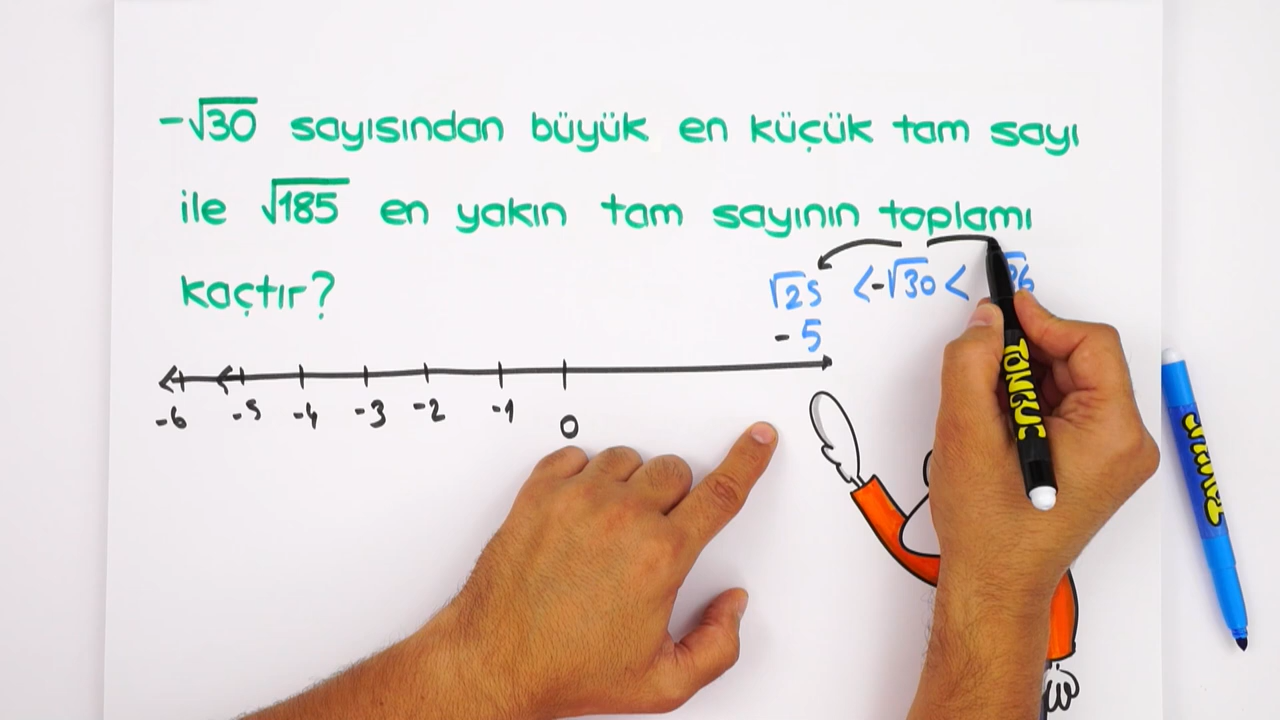 -√30 sayısından büyük en küçük tam sayı
ile √185 en yakın tam sayının toplamı
kaçtır?
√25 <-√30<
- 5
-6 -5 -4 -3 -2 -1 0
TONGUÇ